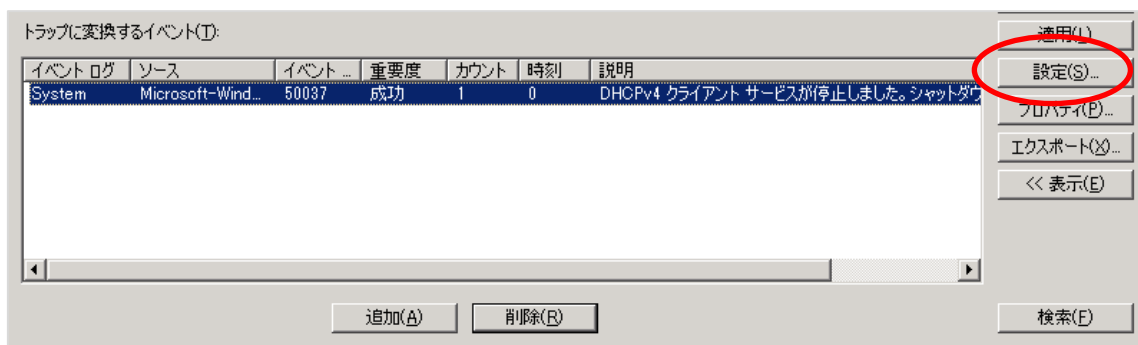 トラップに変換するイベント(T):
適用(L)
イベント ログ ソース イベント ... 重要度 カウント 時刻 説明
設定(S)...
System Microsoft-Wind... 50037 成功 1 0 DHCPv4 クライアント サービスが停止しました。シャットダウ
プロパティ(P)...
エクスポート(X)...
<< 表示(E)
追加(A) 削除(R) 検索(F)